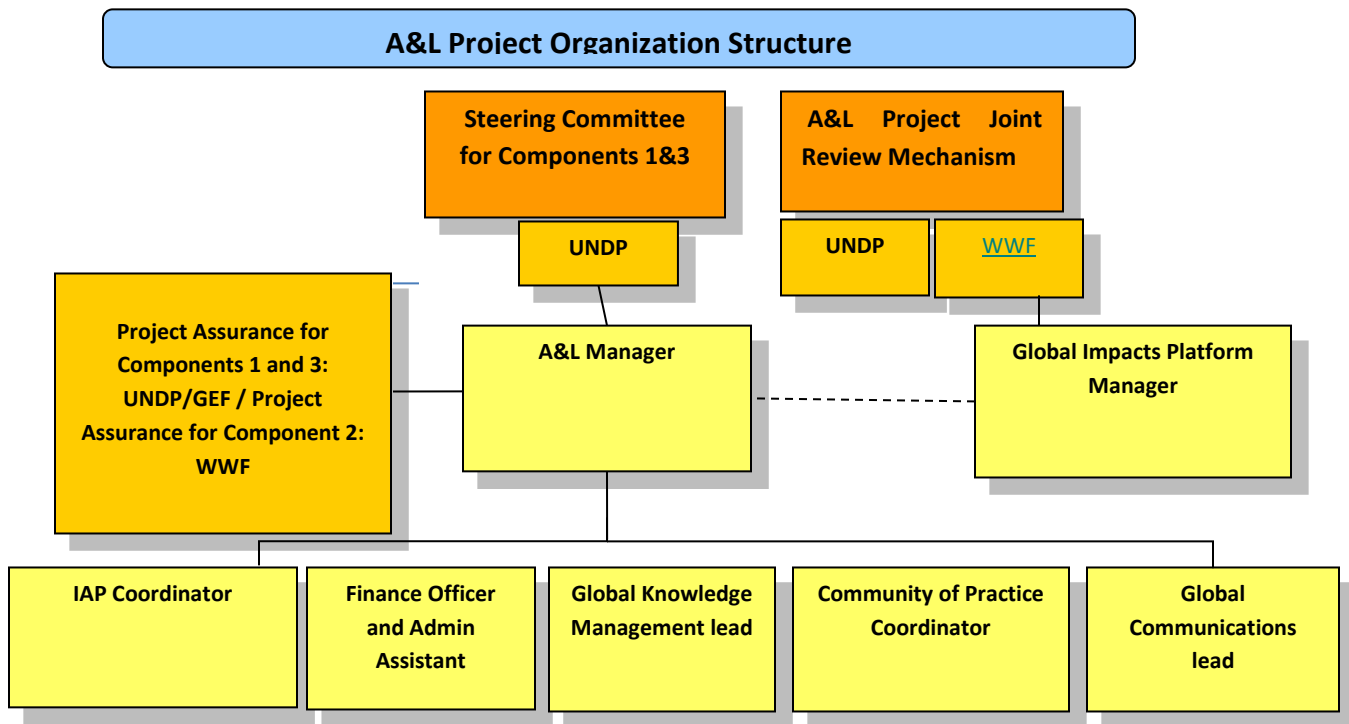 A&L Project Organization Structure
Steering Committee
for Components 1&3
A&L Project Joint
Review Mechanism
UNDP
UNDP
WWF
Project Assurance for
Components 1 and 3:
UNDP/GEF / Project
Assurance for Component 2:
WWF
A&L Manager
Global Impacts Platform
Manager
IAP Coordinator
Finance Officer
and Admin
Assistant
Global Knowledge
Management lead
Community of Practice
Coordinator
Global
Communications
lead